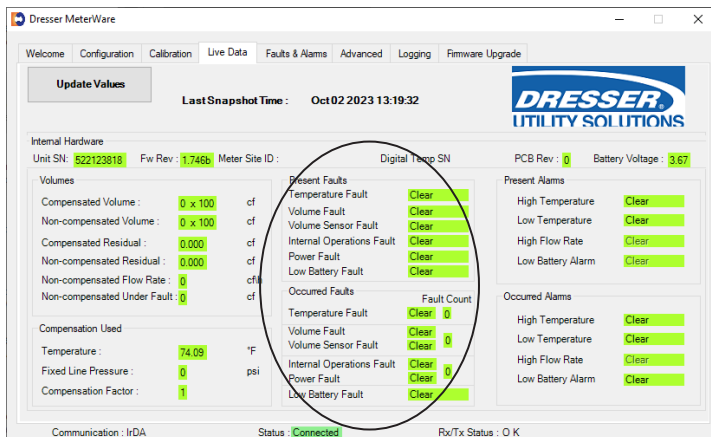 Dresser MeterWare
Welcome Configuration Calibration Live Data Faults & Alarms Advanced Logging Firmware Upgrade
Update Values
Last Snapshot Time : Oct 02 2023 13:19:32
DRESSER®
UTILITY SOLUTIONS
Internal Hardware
Unit SN: 522123818 Fw Rev : 1.746b Meter Site ID : Digital Temp SN PCB Rev : 0 Battery Voltage : 3.67
Volumes
Compensated Volume : 0 x 100 cf
Non-compensated Volume : 0 x 100 cf
Compensated Residual : 0.000 cf
Non-compensated Residual : 0.000 cf
Non-compensated Flow Rate : 0 cf\h
Non-compensated Under Fault : 0 cf
Compensation Used
Temperature : 74.09 °F
Fixed Line Pressure : 0 psi
Compensation Factor : 1
Present Faults
Temperature Fault Clear
Volume Fault Clear
Volume Sensor Fault Clear
Internal Operations Fault Clear
Power Fault Clear
Low Battery Fault Clear
Occurred Faults
Fault Count
Temperature Fault Clear 0
Volume Fault Clear
Volume Sensor Fault Clear 0
Internal Operations Fault Clear
Power Fault Clear 0
Low Battery Fault Clear
Present Alarms
High Temperature Clear
Low Temperature Clear
High Flow Rate Clear
Low Battery Alarm Clear
Occurred Alarms
High Temperature Clear
Low Temperature Clear
High Flow Rate Clear
Low Battery Alarm Clear
Communication : IrDA Status : Connected Rx/Tx Status : O K